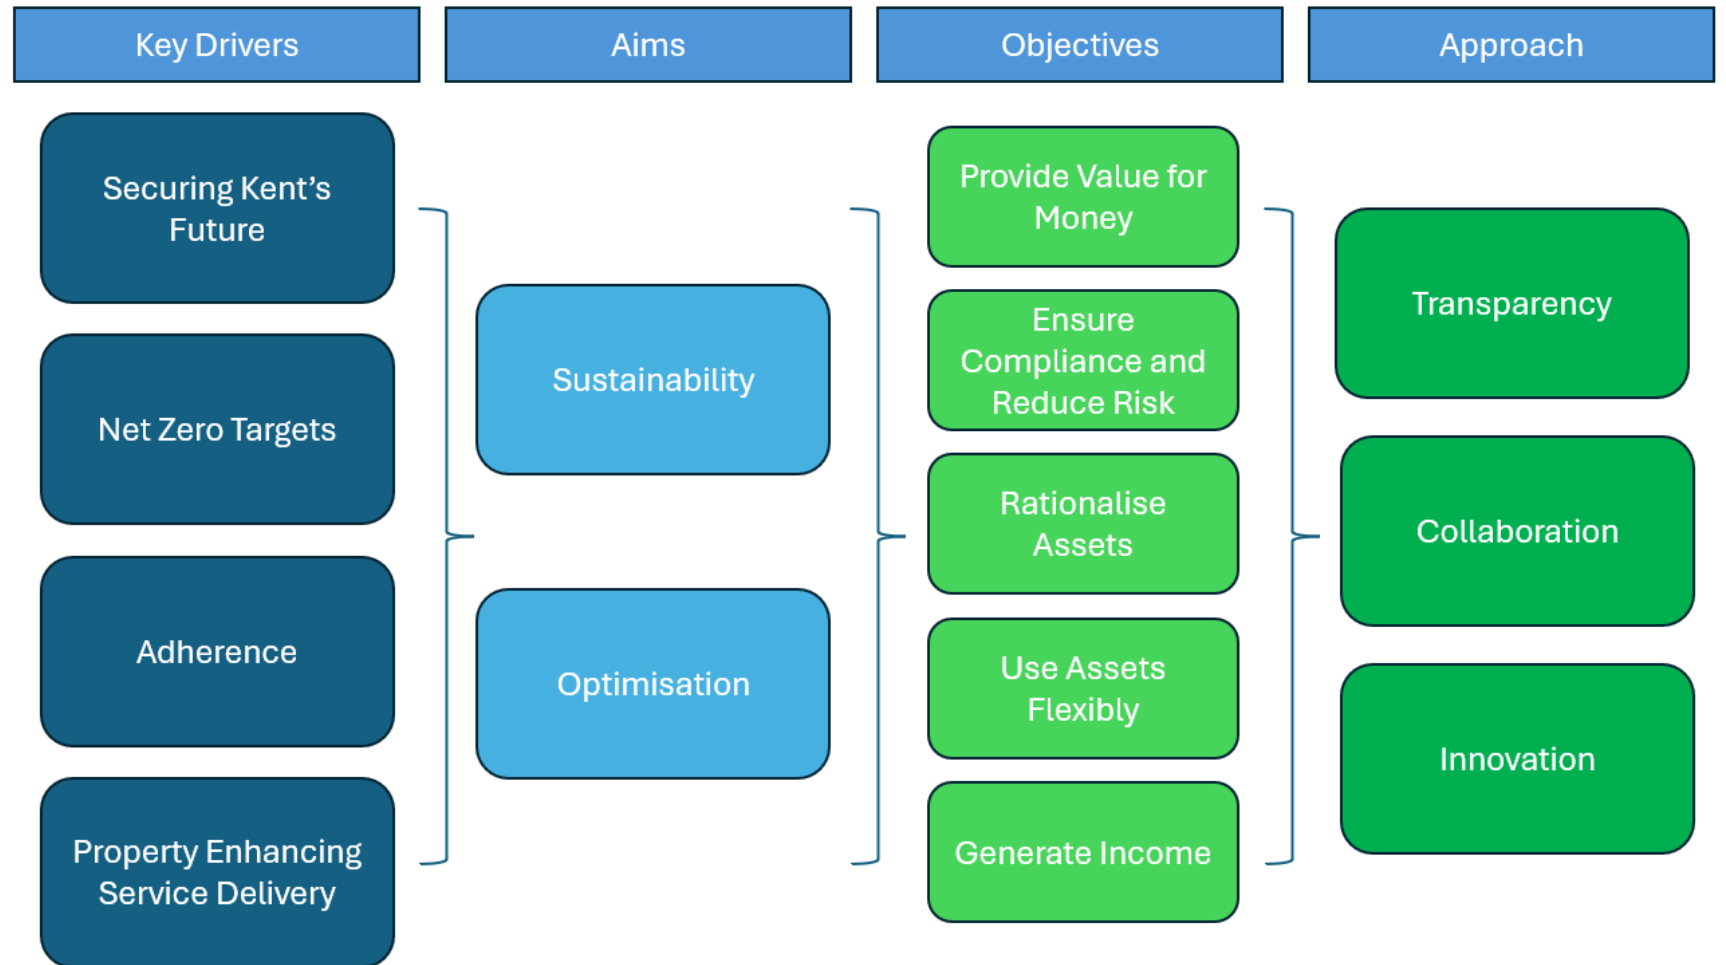 Key Drivers
Aims
Objectives
Approach
Securing Kent’s
Future
Net Zero Targets
Adherence
Property Enhancing
Service Delivery
Sustainability
Optimisation
Provide Value for
Money
Ensure
Compliance and
Reduce Risk
Rationalise
Assets
Use Assets
Flexibly
Generate Income
Transparency
Collaboration
Innovation